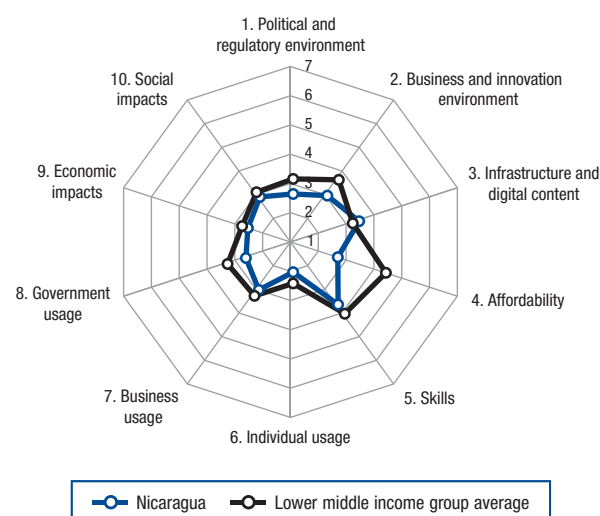 1. Political and
regulatory environment
10. Social
impacts
2. Business and innovation
environment
9. Economic
impacts
3. Infrastructure and
digital content
8. Government
usage
4. Affordability
7. Business
usage
5. Skills
6. Individual usage
7
6
5
4
3
2
1
Nicaragua
Lower middle income group average